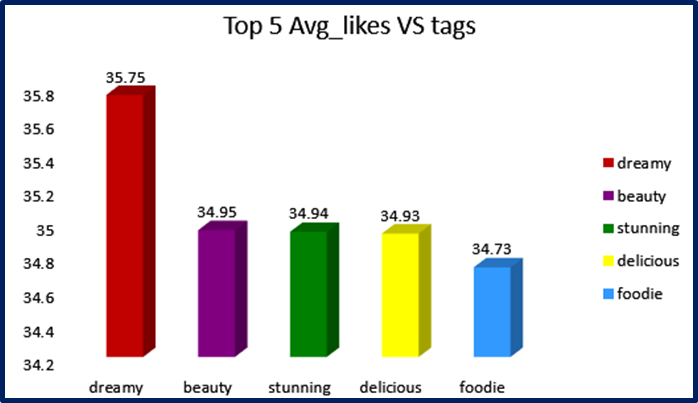 Top 5 Avg_likes VS tags
35.75
35.8
35.6
35.4
35.2
35
34.8
34.6
34.4
34.2
34.95
34.94
34.93
34.73
dreamy
beauty
stunning
delicious
foodie
dreamy
beauty
stunning
delicious
foodie